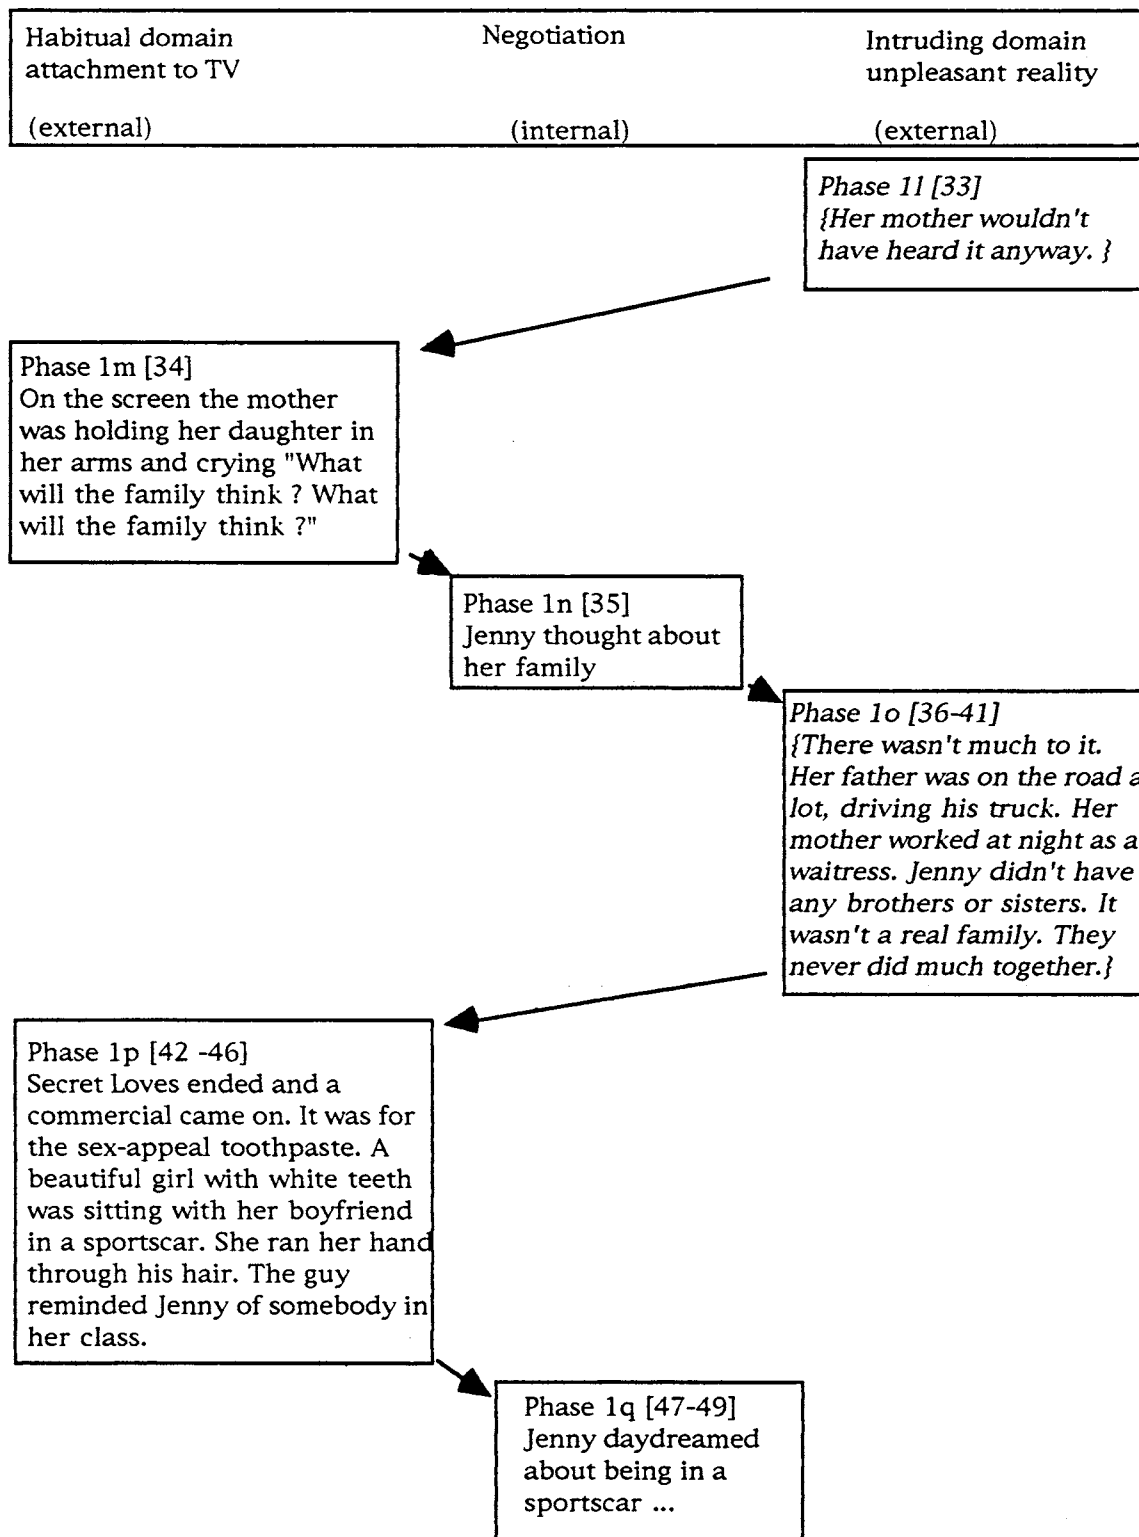 Habitual domain
attachment to TV
(external)
Negotiation
(internal)
Intruding domain
unpleasant reality
(external)
Phase 1l [33]
{Her mother wouldn't
have heard it anyway. }
Phase 1m [34]
On the screen the mother
was holding her daughter in
her arms and crying "What
will the family think ? What
will the family think ?"
Phase 1n [35]
Jenny thought about
her family
Phase 1o [36-41]
{There wasn't much to it.
Her father was on the road a
lot, driving his truck. Her
mother worked at night as a
waitress. Jenny didn't have
any brothers or sisters. It
wasn't a real family. They
never did much together.}
Phase 1p [42 -46]
Secret Loves ended and a
commercial came on. It was for
the sex-appeal toothpaste. A
beautiful girl with white teeth
was sitting with her boyfriend
in a sportscar. She ran her hand
through his hair. The guy
reminded Jenny of somebody in
her class.
Phase 1q [47-49]
Jenny daydreamed
about being in a
sportscar ...